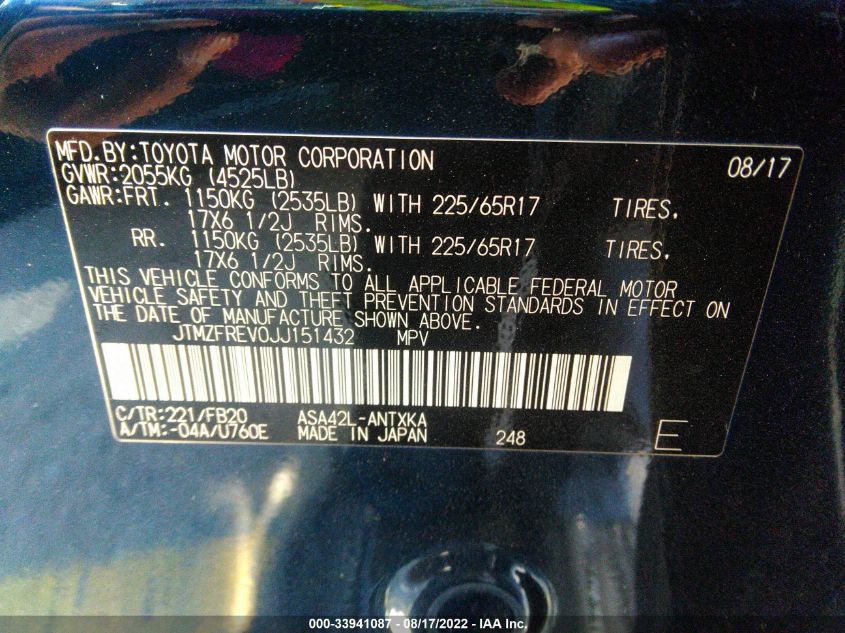 MFD.BY:TOYOTA MOTOR CORPORATION 08/17
GVWR:2055KG (4525LB)
GAWR:FRT. 1150KG (2535LB) WITH 225/65R17 TIRES,
17X6 1/2J RIMS.
RR. 1150KG (2535LB) WITH 225/65R17 TIRES,
17X6 1/2J RIMS.
THIS VEHICLE CONFORMS TO ALL APPLICABLE FEDERAL MOTOR
VEHICLE SAFETY AND THEFT PREVENTION STANDARDS IN EFFECT ON
THE DATE OF MANUFACTURE SHOWN ABOVE.
JTMZFREV0JJ151432 MPV
C/TR:221/FB20 ASA42L-ANTXKA
A/TM:-04A/U760E MADE IN JAPAN 248 E
000-33941087 - 08/17/2022 - IAA Inc.